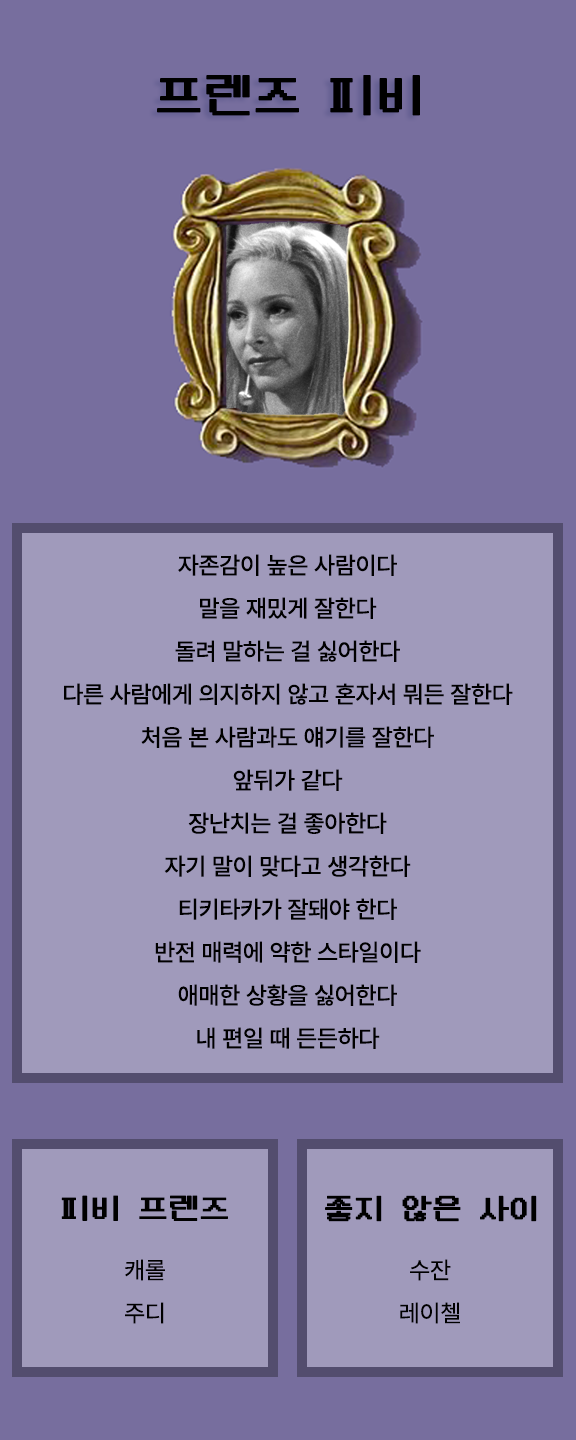 프렌즈 피비
자존감이 높은 사람이다
말을 재밌게 잘한다
돌려 말하는 걸 싫어한다
다른 사람에게 의지하지 않고 혼자서 뭐든 잘한다
처음 본 사람과도 얘기를 잘한다
앞뒤가 같다
장난치는 걸 좋아한다
자기 말이 맞다고 생각한다
티키타카가 잘돼야 한다
반전 매력에 약한 스타일이다
애매한 상황을 싫어한다
내 편일 때 든든하다
피비 프렌즈
캐롤
주디
좋지 않은 사이
수잔
레이첼